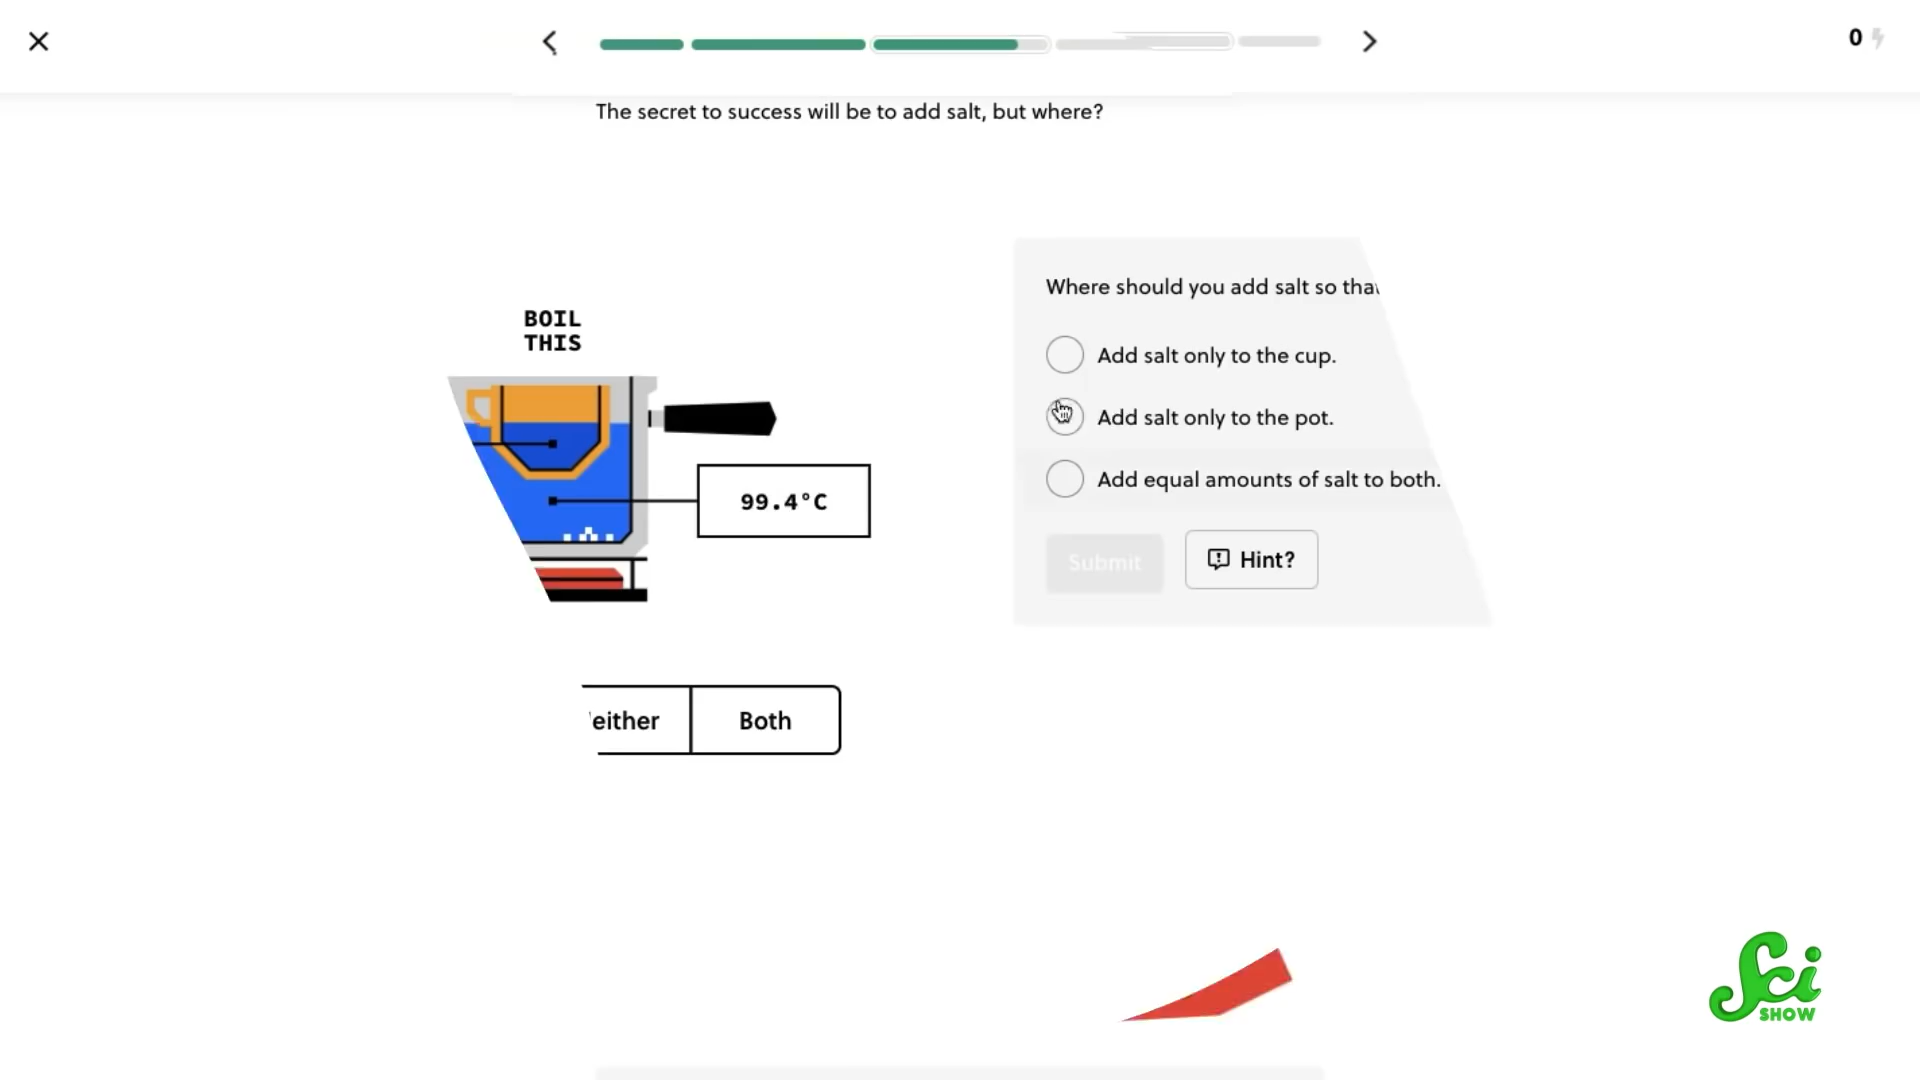 0
The secret to success will be to add salt, but where?
BOIL
THIS
99.4°C
Both
Where should you add salt so
Add salt only to the cup.
Add salt only to the pot.
Add equal amounts of salt to both.
Submit
Hint?
Sci
SHOW